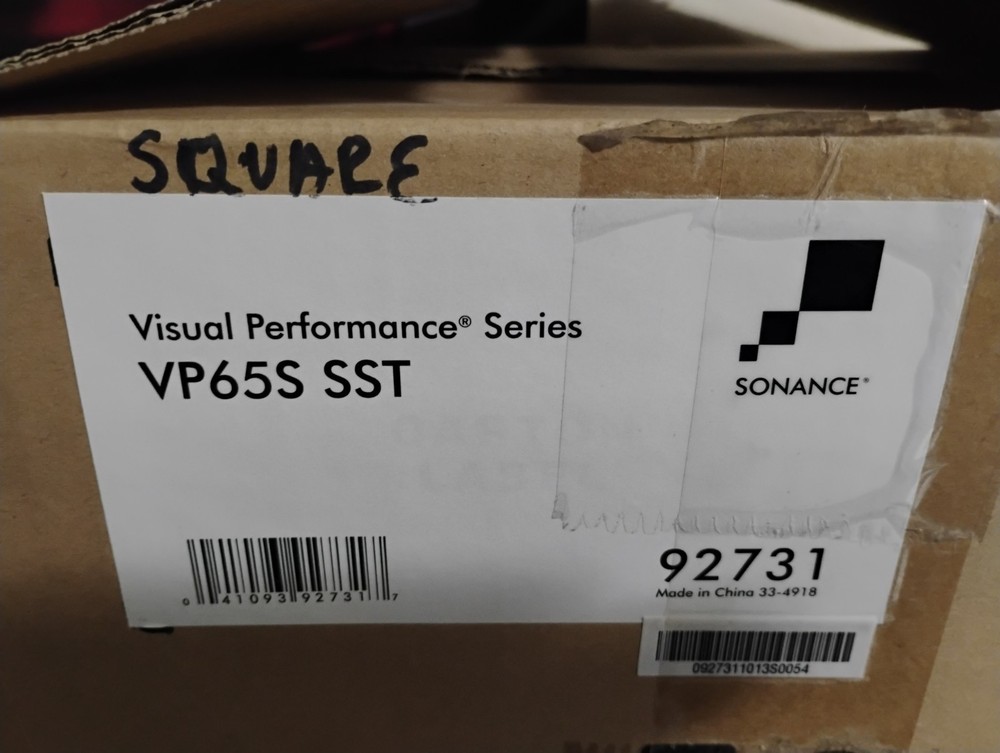 SQUARE
Visual Performance® Series
VP65S SST
SONANCE®
0 41093 92731 7
92731
Made in China 33-4918
0927311013S0054